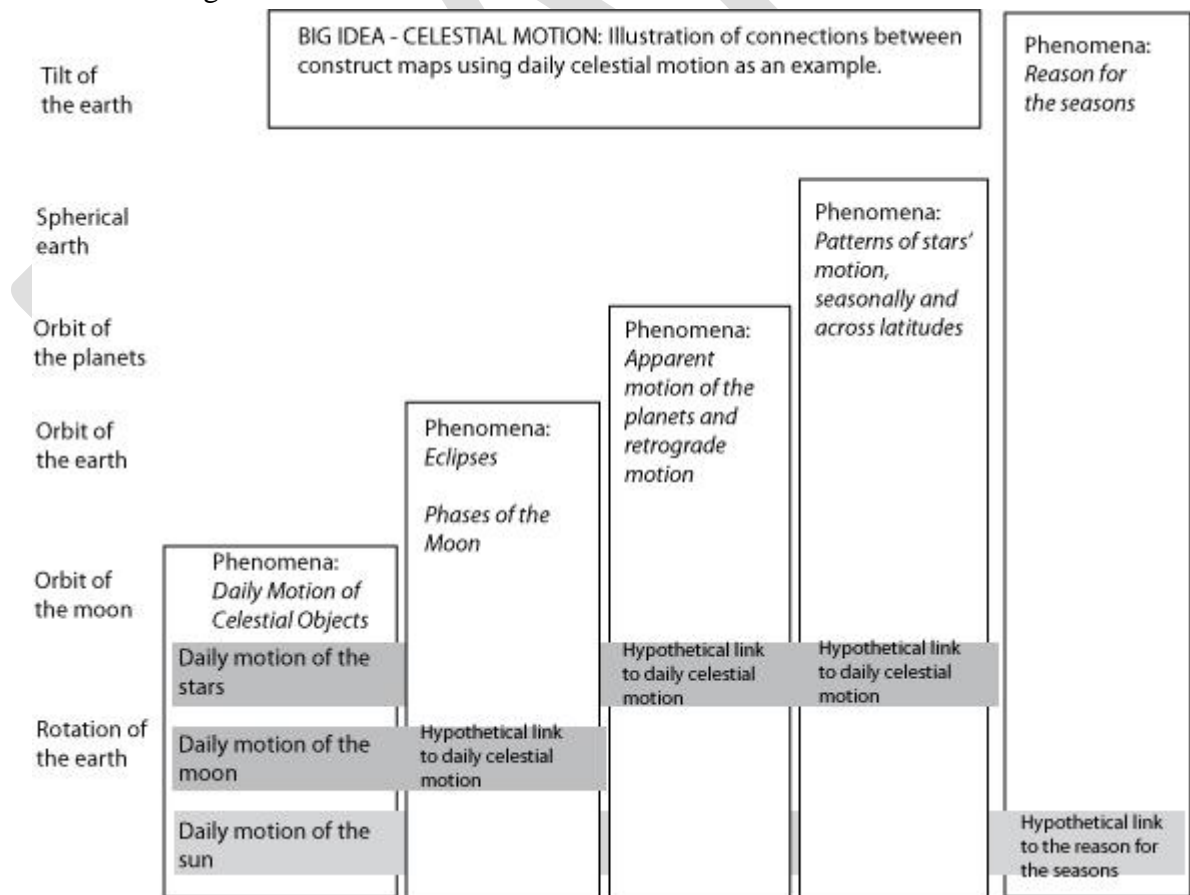 BIG IDEA - CELESTIAL MOTION: Illustration of connections between
construct maps using daily celestial motion as an example.
Tilt of
the earth
Spherical
earth
Orbit of
the planets
Orbit of
the earth
Orbit of
the moon
Rotation of
the earth
Phenomena:
Daily Motion of
Celestial Objects
Daily motion of the
stars
Daily motion of the
moon
Daily motion of the
sun
Phenomena:
Eclipses
Phases of the
Moon
Hypothetical link
to daily celestial
motion
Phenomena:
Apparent
motion of the
planets and
retrograde
motion
Hypothetical link
to daily celestial
motion
Phenomena:
Patterns of stars'
motion,
seasonally and
across latitudes
Hypothetical link
to daily celestial
motion
Phenomena:
Reason for
the seasons
Hypothetical link
to the reason for
the seasons